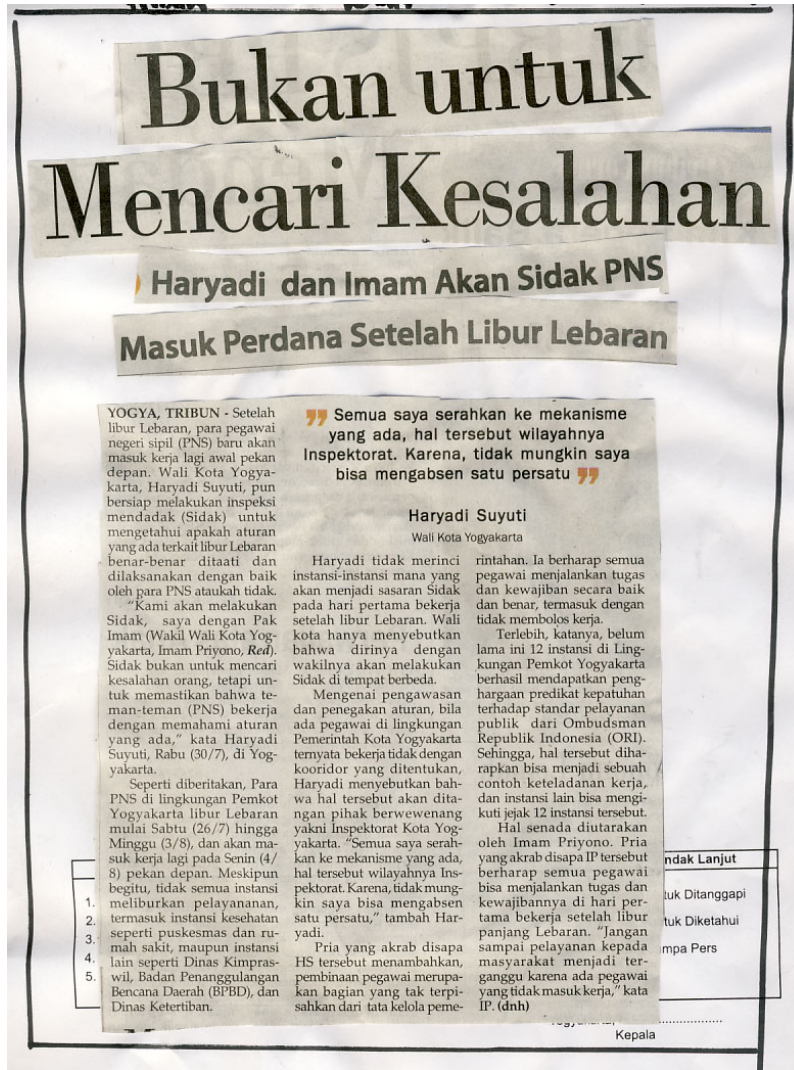 Bukan untuk
Mencari Kesalahan
Haryadi dan Imam Akan Sidak PNS
Masuk Perdana Setelah Libur Lebaran
YOGYA, TRIBUN - Setelah
libur Lebaran, para pegawai
negeri sipil (PNS) baru akan
masuk kerja lagi awal pekan
depan. Wali Kota Yogya-
karta, Haryadi Suyuti, pun
bersiap melakukan inspeksi
mendadak (Sidak) untuk
mengetahui apakah aturan
yang ada terkait libur Lebaran
benar-benar ditaati dan
dilaksanakan dengan baik
oleh para PNS ataukah tidak.
"Kami akan melakukan
Sidak, saya dengan Pak
Imam (Wakil Wali Kota Yog-
yakarta, Imam Priyono, Red).
Sidak bukan untuk mencari
kesalahan orang, tetapi un-
tuk memastikan bahwa te-
man-teman (PNS) bekerja
dengan memahami aturan
yang ada," kata Haryadi
Suyuti, Rabu (30/7), di Yog-
yakarta.
Seperti diberitakan, Para
PNS di lingkungan Pemkot
Yogyakarta libur Lebaran
mulai Sabtu (26/7) hingga
Minggu (3/8), dan akan ma-
suk kerja lagi pada Senin (4/
8) pekan depan. Meskipun
begitu, tidak semua instansi
meliburkan pelayananan,
termasuk instansi kesehatan
seperti puskesmas dan ru-
mah sakit, maupun instansi
lain seperti Dinas Kimpras-
wil, Badan Penanggulangan
Bencana Daerah (BPBD), dan
Dinas Ketertiban.
" Semua saya serahkan ke mekanisme
yang ada, hal tersebut wilayahnya
Inspektorat. Karena, tidak mungkin saya
bisa mengabsen satu persatu "
Haryadi Suyuti
Wali Kota Yogyakarta
Haryadi tidak merinci
instansi-instansi mana yang
akan menjadi sasaran Sidak
pada hari pertama bekerja
setelah libur Lebaran. Wali
kota hanya menyebutkan
bahwa dirinya dengan
wakilnya akan melakukan
Sidak di tempat berbeda.
Mengenai pengawasan
dan penegakan aturan, bila
ada pegawai di lingkungan
Pemerintah Kota Yogyakarta
ternyata bekerja tidak dengan
kooridor yang ditentukan,
Haryadi menyebutkan bah-
wa hal tersebut akan dita-
ngan pihak berwewenang
yakni Inspektorat Kota Yog-
yakarta. "Semua saya serah-
kan ke mekanisme yang ada,
hal tersebut wilayahnya Ins-
pektorat. Karena, tidak mung-
kin saya bisa mengabsen
satu persatu," tambah Har-
yadi.
Pria yang akrab disapa
HS tersebut menambahkan,
pembinaan pegawai merupa-
kan bagian yang tak terpi-
sahkan dari tata kelola peme-
rintahan. Ia berharap semua
pegawai menjalankan tugas
dan kewajiban secara baik
dan benar, termasuk dengan
tidak membolos kerja.
Terlebih, katanya, belum
lama ini 12 instansi di Ling-
kungan Pemkot Yogyakarta
berhasil mendapatkan peng-
hargaan predikat kepatuhan
terhadap standar pelayanan
publik dari Ombudsman
Republik Indonesia (ORI).
Sehingga, hal tersebut diha-
rapkan bisa menjadi sebuah
contoh keteladanan kerja,
dan instansi lain bisa mengi-
kuti jejak 12 instansi tersebut.
Hal senada diutarakan
oleh Imam Priyono. Pria
yang akrab disapa IP tersebut
berharap semua pegawai
bisa menjalankan tugas dan
kewajibannya di hari per-
tama bekerja setelah libur
panjang Lebaran. "Jangan
sampai pelayanan kepada
masyarakat menjadi ter-
ganggu karena ada pegawai
yang tidak masuk kerja," kata
IP. (dnh)
1.
2.
3.
4.
5.
ndak Lanjut
tuk Ditanggapi
tuk Diketahui
mpa Pers
Kepala